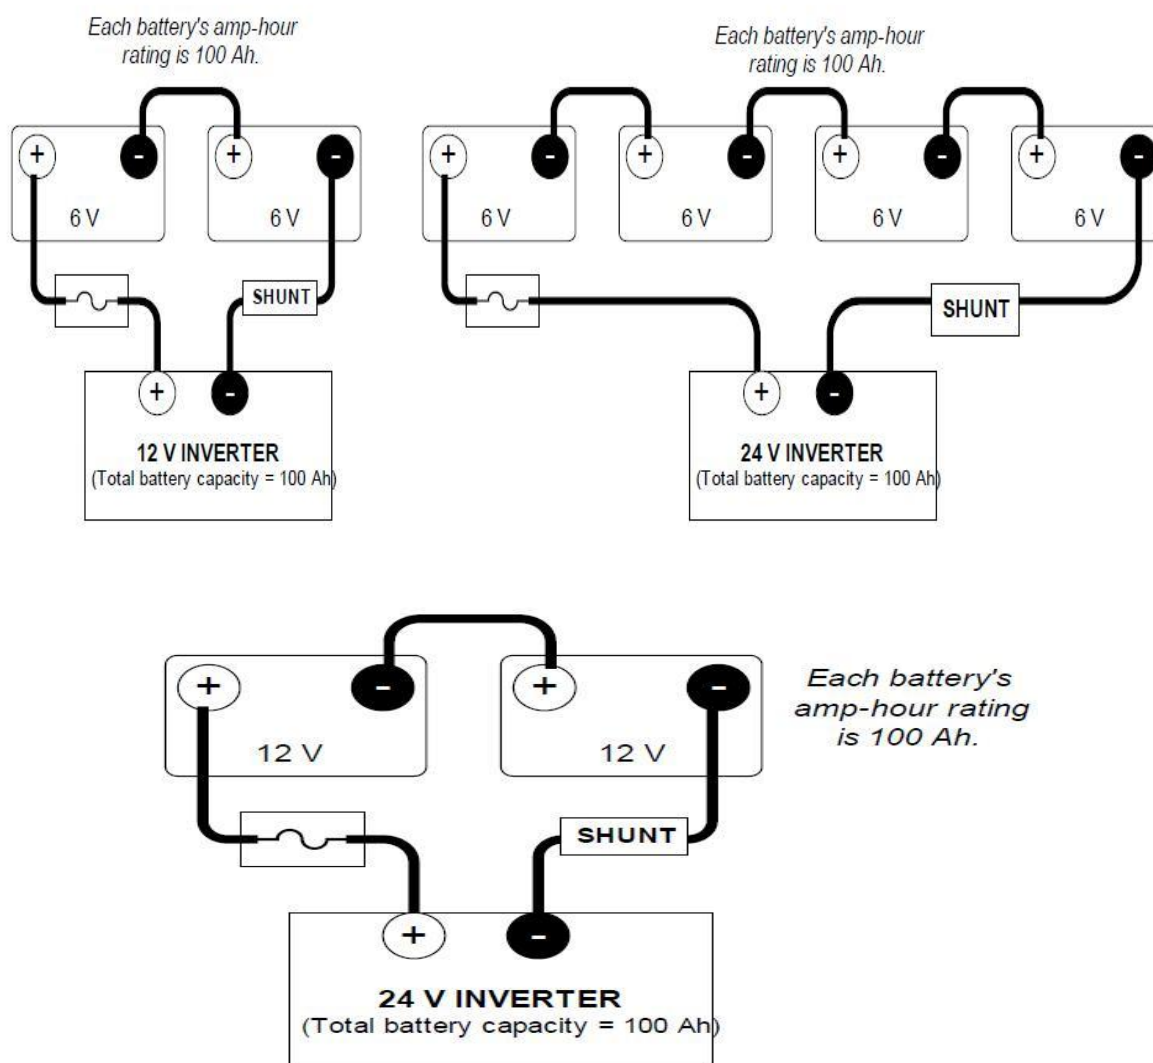 Each battery's amp-hour
rating is 100 Ah.
+
-
+
-
6 V
6 V
SHUNT
+
-
12 V INVERTER
(Total battery capacity = 100 Ah)
Each battery's amp-hour
rating is 100 Ah.
+
-
+
-
+
-
+
-
6 V
6 V
6 V
6 V
SHUNT
+
-
24 V INVERTER
(Total battery capacity = 100 Ah)
+
-
+
-
12 V
12 V
Each battery's
amp-hour rating
is 100 Ah.
SHUNT
+
-
24 V INVERTER
(Total battery capacity = 100 Ah)